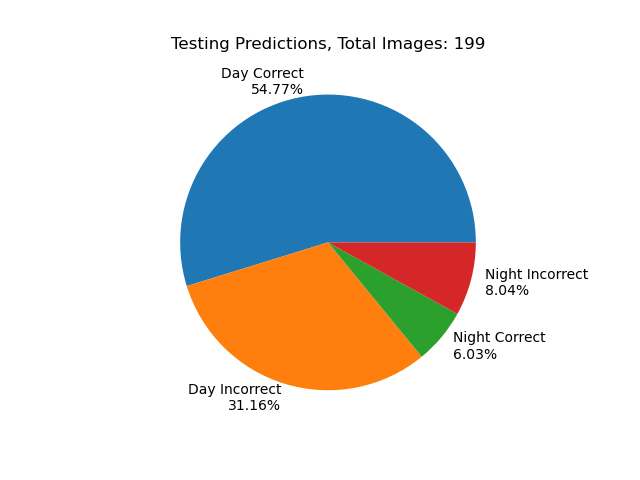 Testing Predictions, Total Images: 199
Day Correct
54.77%
Night Incorrect
8.04%
Night Correct
6.03%
Day Incorrect
31.16%